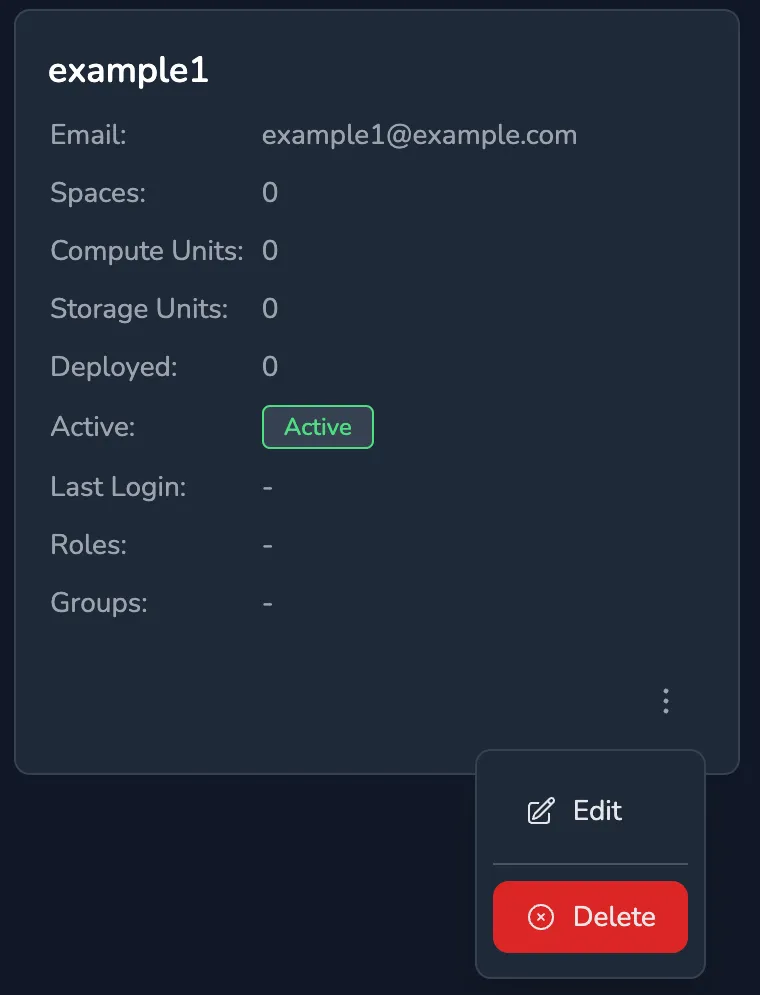 example1
Email: example1@example.com
Spaces: 0
Compute Units: 0
Storage Units: 0
Deployed: 0
Active: Active
Last Login: -
Roles: -
Groups: -
Edit
Delete